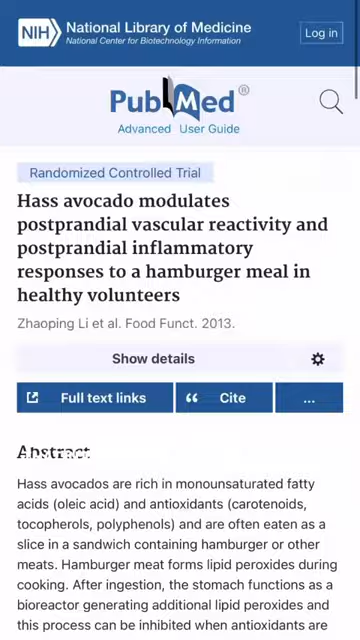 NIH
National Library of Medicine
National Center for Biotechnology Information
Log in
PubMed®
Advanced User Guide
Randomized Controlled Trial
Hass avocado modulates
postprandial vascular reactivity and
postprandial inflammatory
responses to a hamburger meal in
healthy volunteers
Zhaoping Li et al. Food Funct. 2013.
Show details
Full text links
Cite
...
Abstract
Hass avocados are rich in monounsaturated fatty
acids (oleic acid) and antioxidants (carotenoids,
tocopherols, polyphenols) and are often eaten as a
slice in a sandwich containing hamburger or other
meats. Hamburger meat forms lipid peroxides during
cooking. After ingestion, the stomach functions as a
bioreactor generating additional lipid peroxides and
this process can be inhibited when antioxidants are